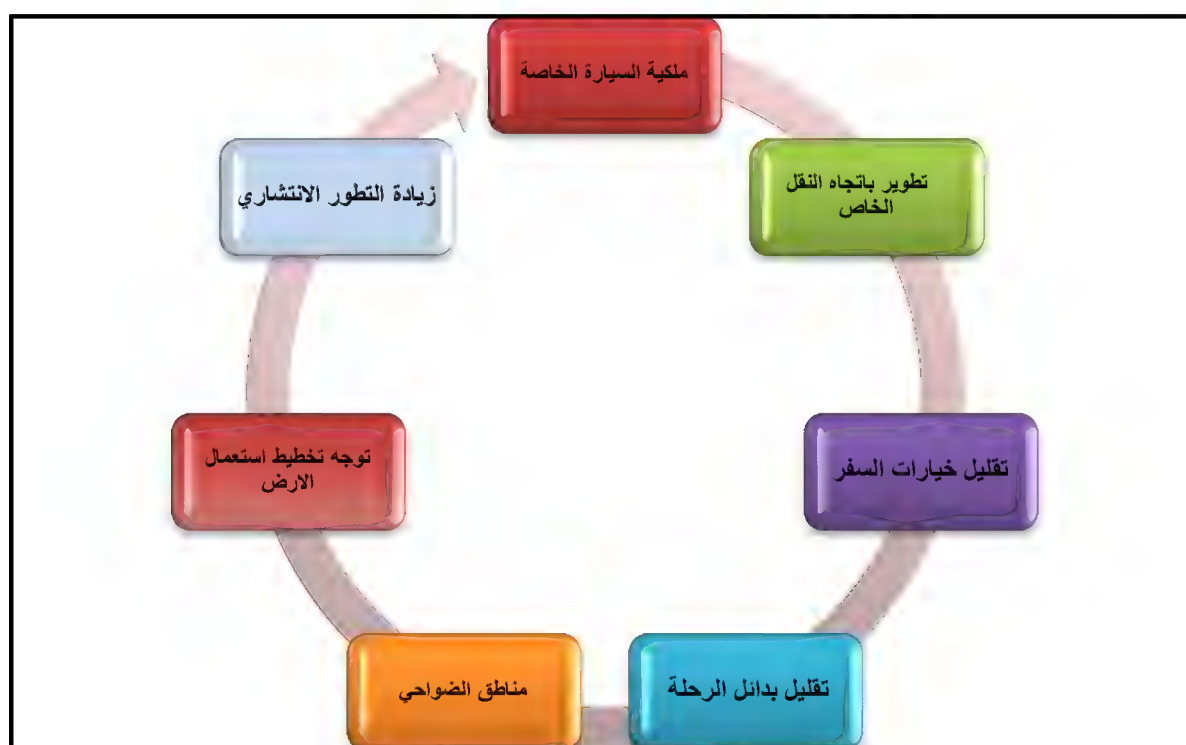 ملكية السيارة الخاصة
تطوير باتجاه النقل
الخاص
تقليل خيارات السفر
تقليل بدائل الرحلة
مناطق الضواحي
توجه تخطيط استعمال
الارض
زيادة التطور الانتشاري